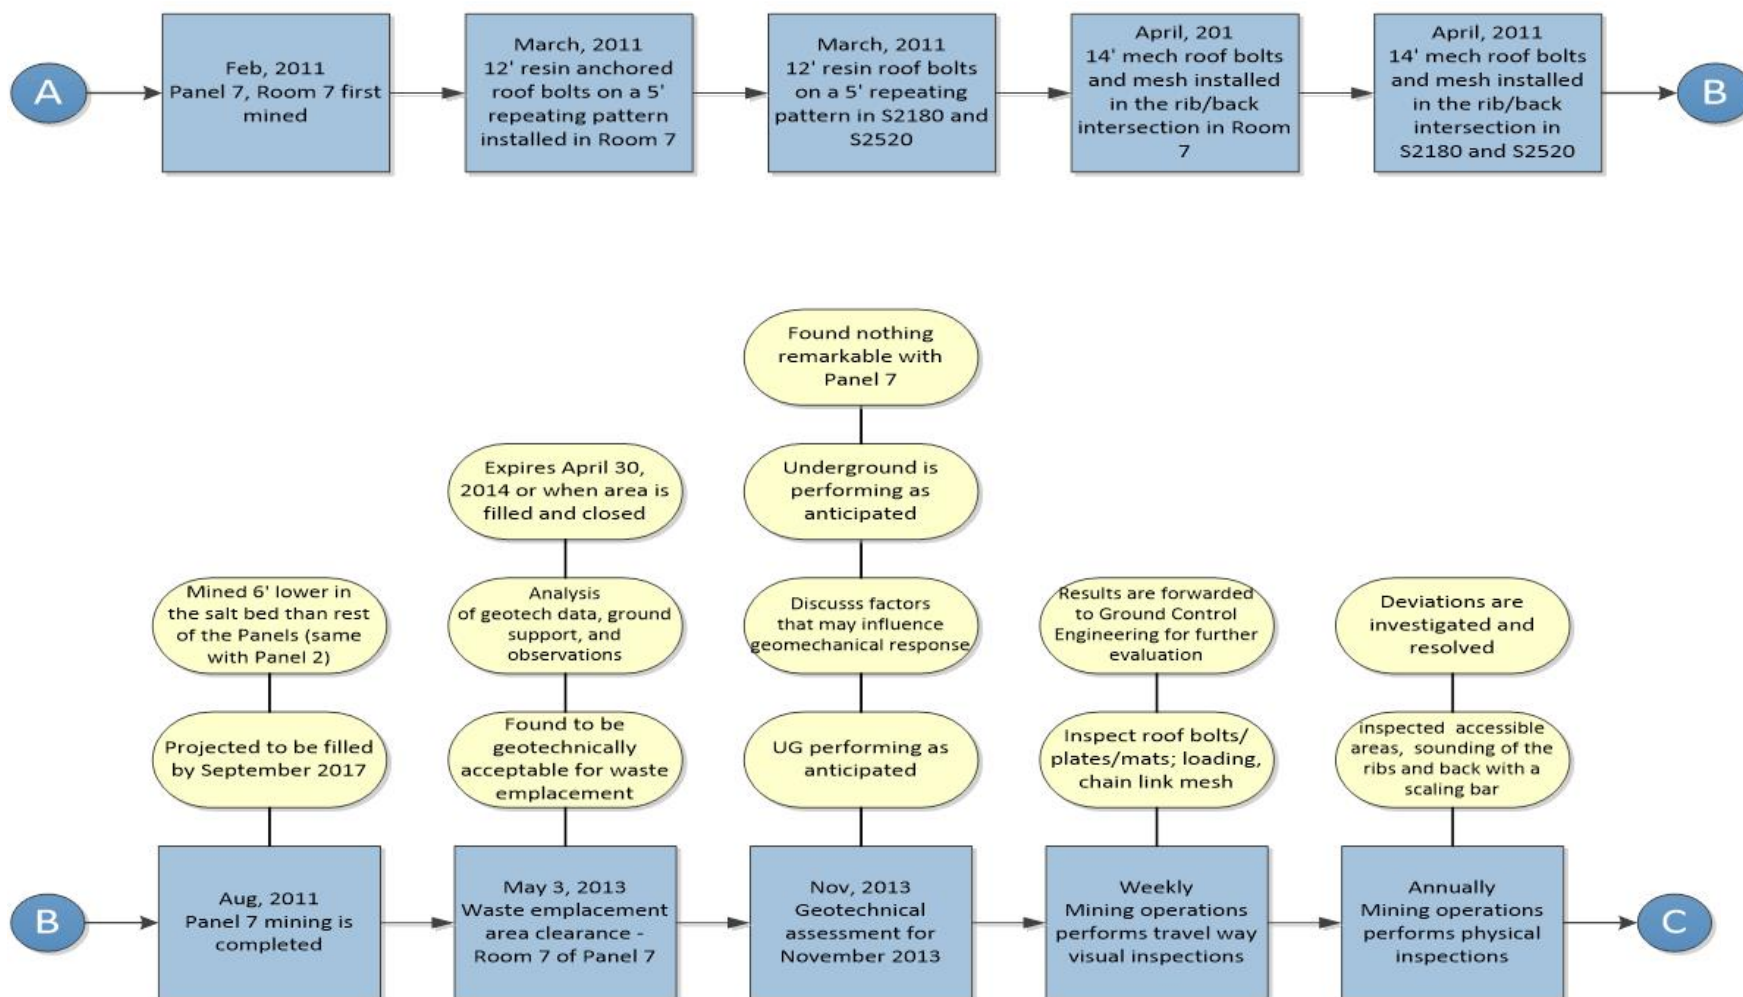 A
Feb, 2011
Panel 7, Room 7 first
mined
March, 2011
12' resin anchored
roof bolts on a 5'
repeating pattern
installed in Room 7
March, 2011
12' resin roof bolts
on a 5' repeating
pattern in S2180 and
S2520
April, 201
14' mech roof bolts
and mesh installed
in the rib/back
intersection in Room
7
April, 2011
14' mech roof bolts
and mesh installed
in the rib/back
intersection in
S2180 and S2520
B
Found nothing
remarkable with
Panel 7
Expires April 30,
2014 or when area is
filled and closed
Underground is
performing as
anticipated
Mined 6' lower in
the salt bed than rest
of the Panels (same
with Panel 2)
Analysis
of geotech data, ground
support, and
observations
Discusss factors
that may influence
geomechanical response
Results are forwarded
to Ground Control
Engineering for further
evaluation
Deviations are
investigated and
resolved
Projected to be filled
by September 2017
Found to be
geotechnically
acceptable for waste
emplacement
UG performing as
anticipated
Inspect roof bolts/
plates/mats; loading,
chain link mesh
inspected accessible
areas, sounding of the
ribs and back with a
scaling bar
B
Aug, 2011
Panel 7 mining is
completed
May 3, 2013
Waste emplacement
area clearance -
Room 7 of Panel 7
Nov, 2013
Geotechnical
assessment for
November 2013
Weekly
Mining operations
performs travel way
visual inspections
Annually
Mining operations
performs physical
inspections
C